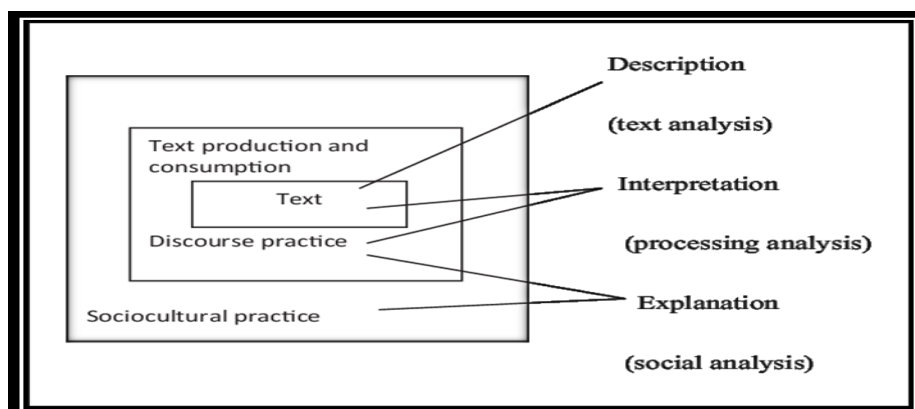 Description
(text analysis)
Text production and
consumption
Text
Interpretation
Discourse practice
(processing analysis)
Explanation
Sociocultural practice
(social analysis)